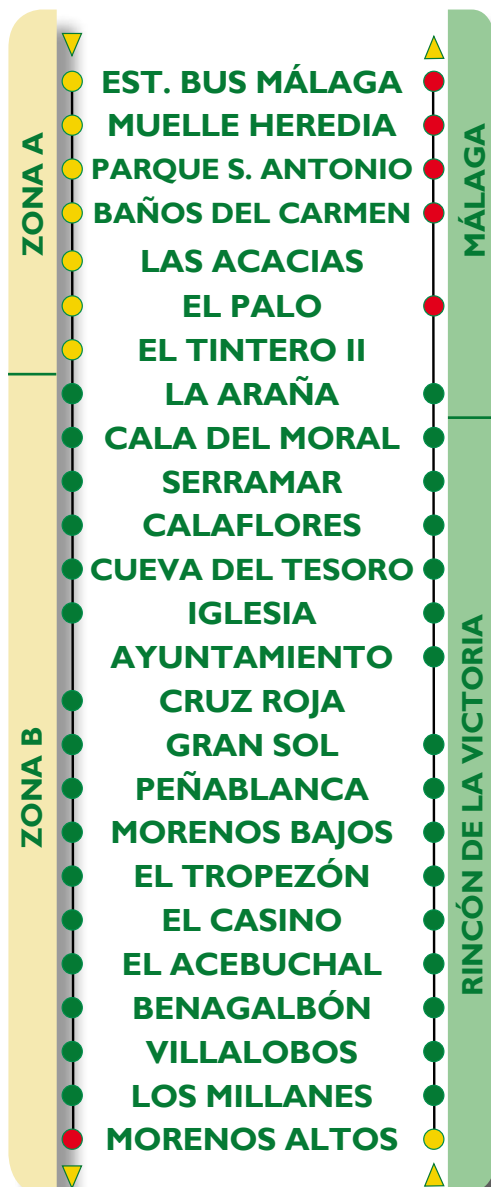 ZONA A
ZONA B
EST. BUS MÁLAGA
MUELLE HEREDIA
PARQUE S. ANTONIO
BAÑOS DEL CARMEN
LAS ACACIAS
EL PALO
EL TINTERO II
LA ARAÑA
CALA DEL MORAL
SERRAMAR
CALAFLORES
CUEVA DEL TESORO
IGLESIA
AYUNTAMIENTO
CRUZ ROJA
GRAN SOL
PEÑABLANCA
MORENOS BAJOS
EL TROPEZÓN
EL CASINO
EL ACEBUCHAL
BENAGALBÓN
VILLALOBOS
LOS MILLANES
MORENOS ALTOS
MÁLAGA
RINCÓN DE LA VICTORIA